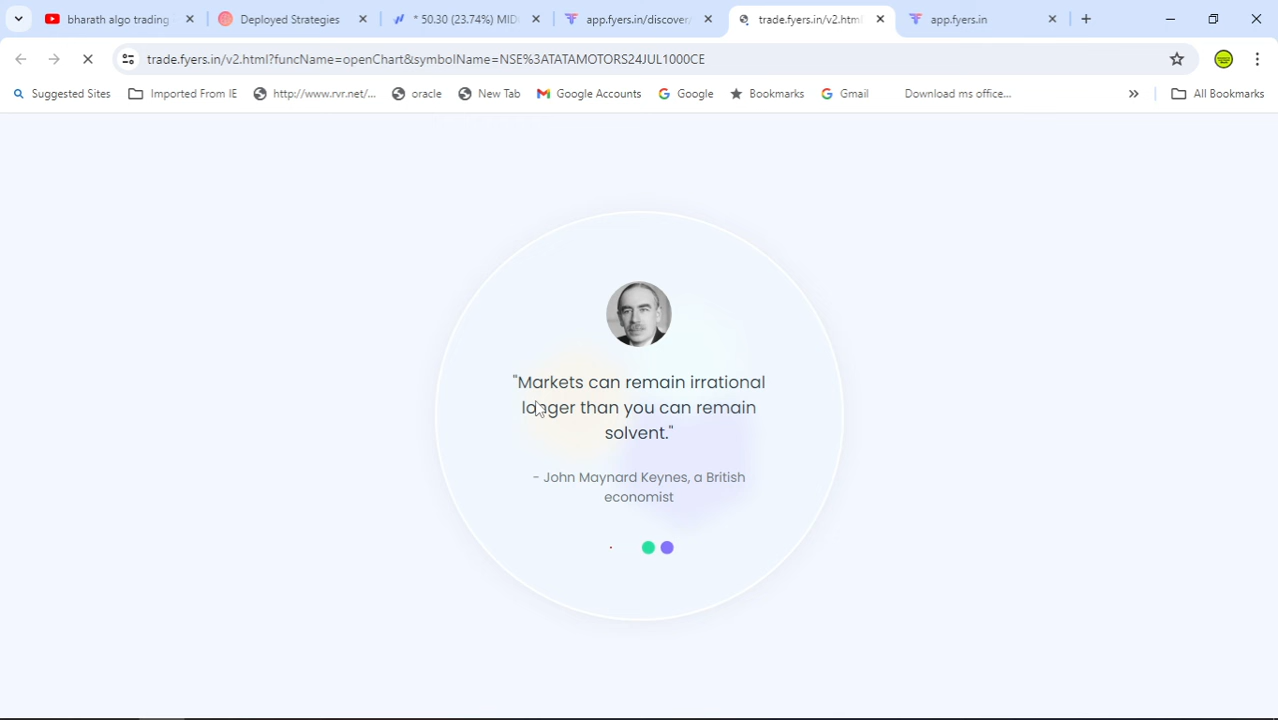 bharath algo trading
Deployed Strategies
* 50.30 (23.74%) MID
app.fyers.in/discover
trade.fyers.in/v2.html
app.fyers.in
trade.fyers.in/v2.html?funcName=openChart&symbolName=NSE%3ATATAMOTORS24JUL1000CE
Suggested Sites
Imported From IE
http://www.rvr.net/...
oracle
New Tab
Google Accounts
Google
Bookmarks
Gmail
Download ms office...
All Bookmarks
"Markets can remain irrational
longer than you can remain
solvent."
- John Maynard Keynes, a British
economist